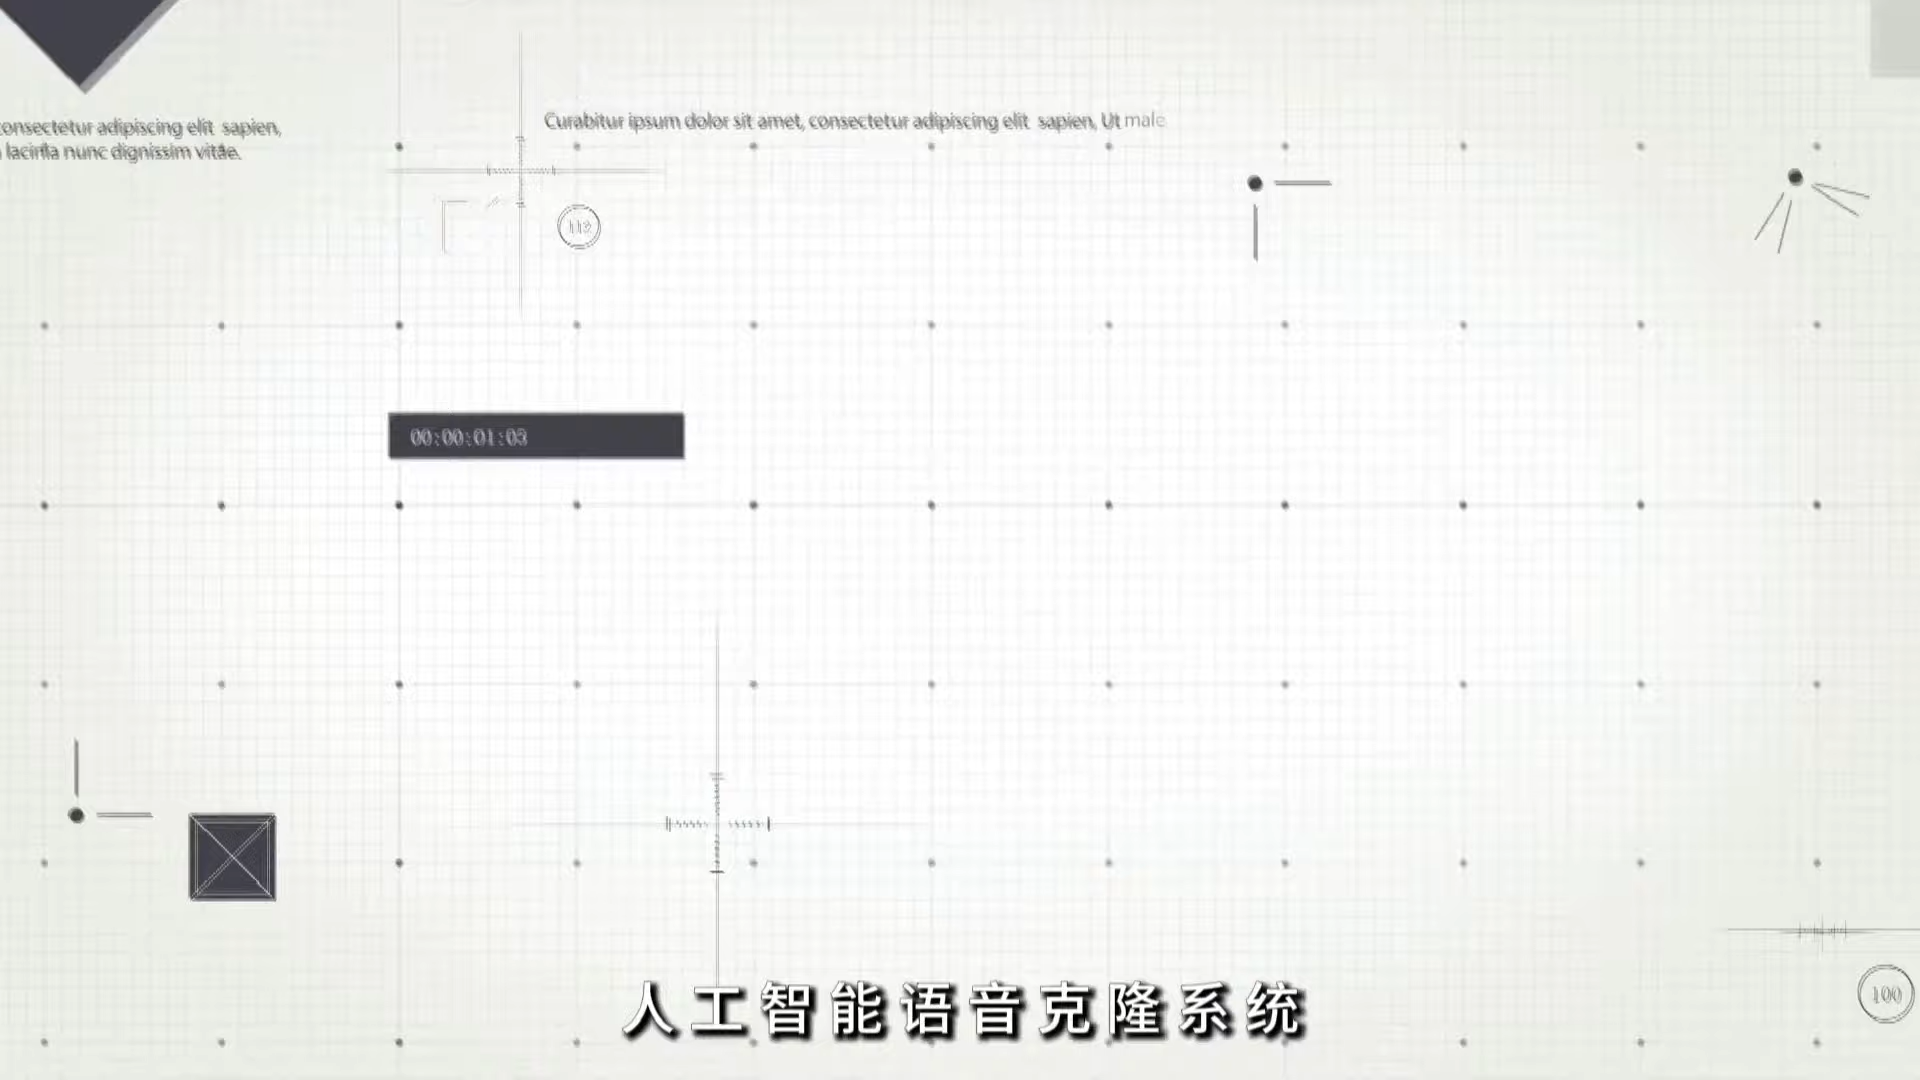 consectetur adipiscing elit sapien,
lacinia nunc dignissim vitae.
Curabitur ipsum dolor sit amet, consectetur adipiscing elit sapien, Ut male
00:00:01:03
100
人工智能语音克隆系统